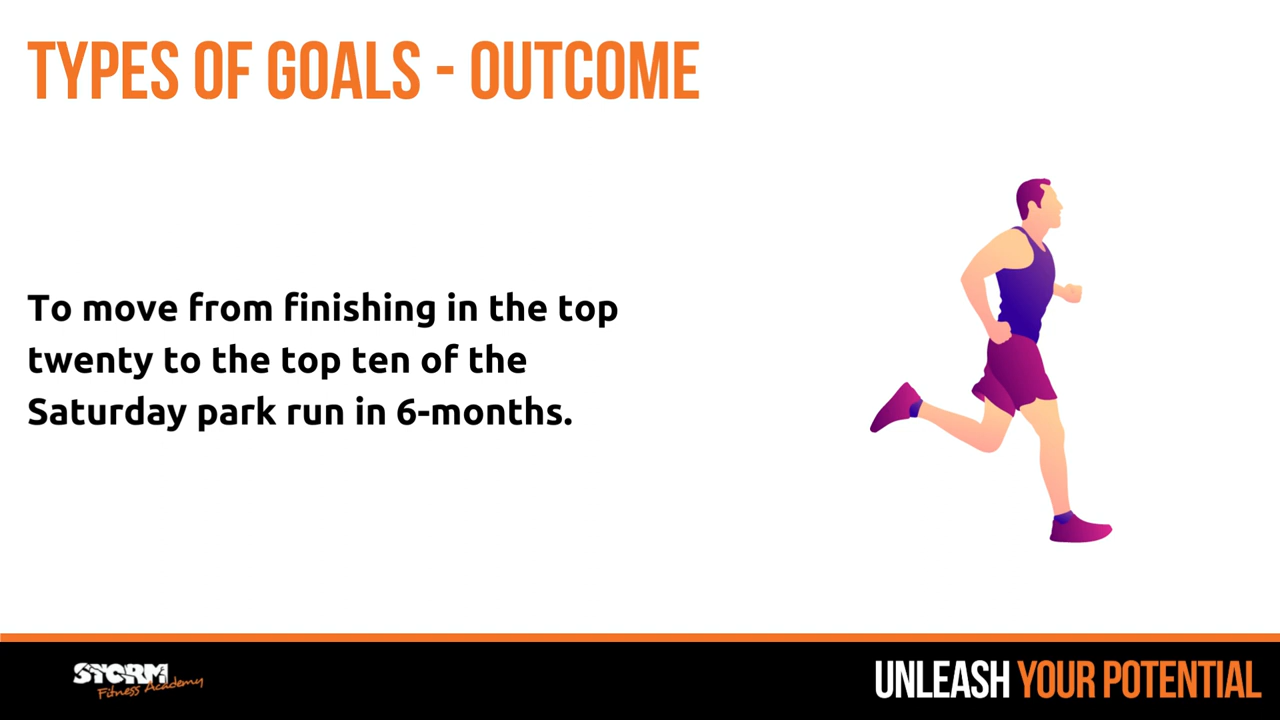 TYPES OF GOALS - OUTCOME
To move from finishing in the top
twenty to the top ten of the
Saturday park run in 6-months.
STORM
Fitness Academy
UNLEASH YOUR POTENTIAL